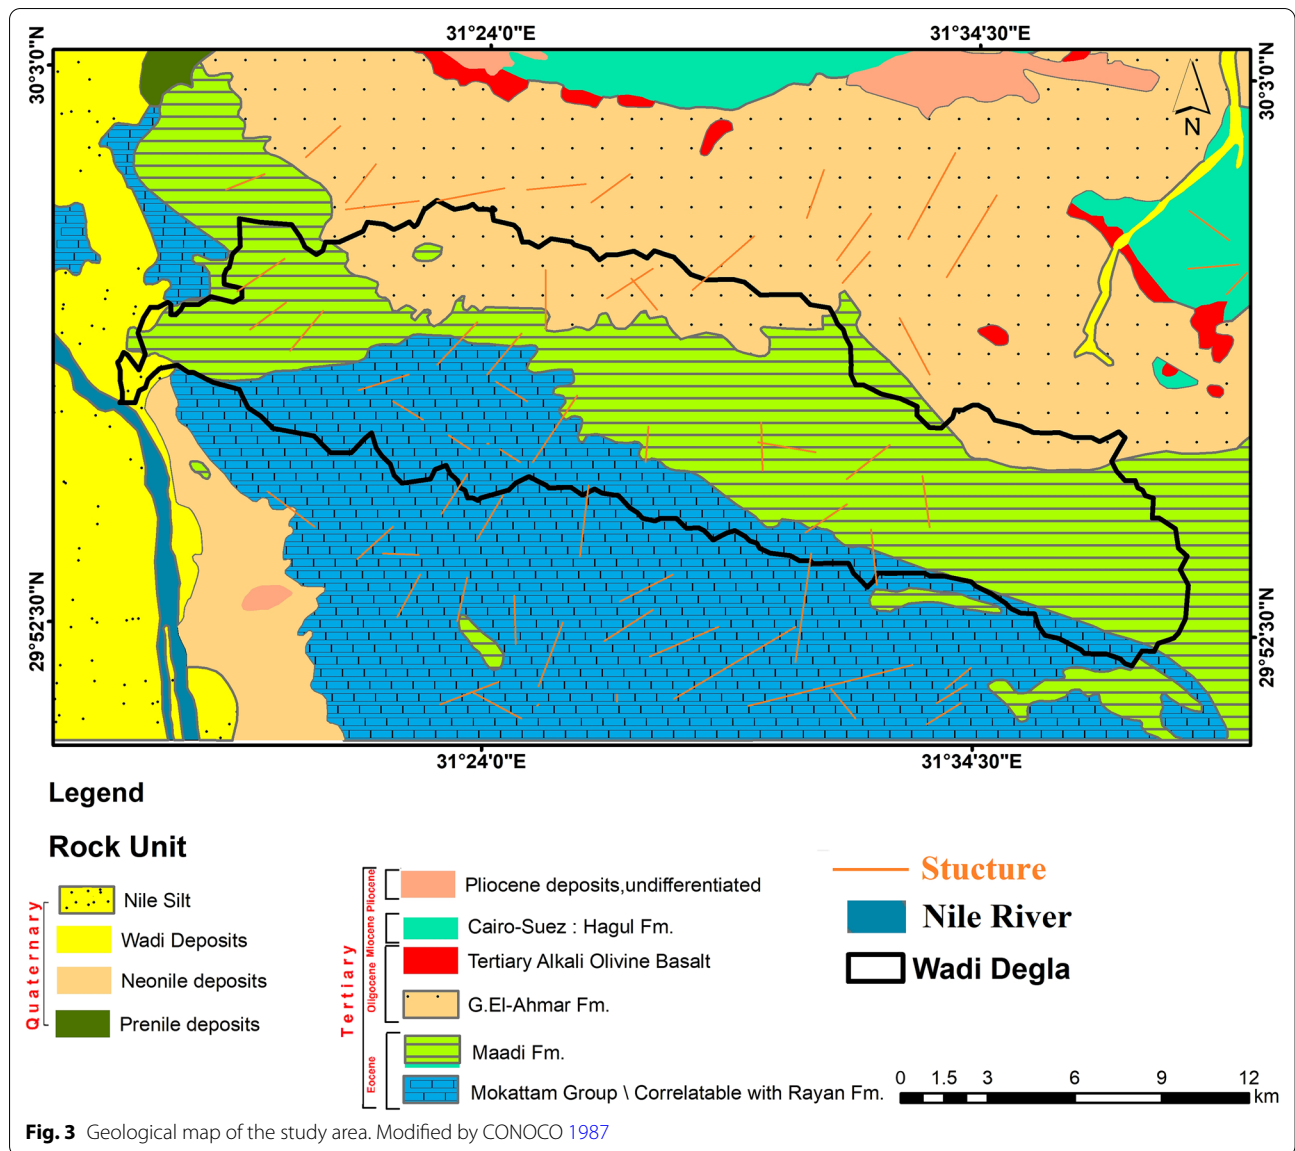 31°24'0"E
31°34'30"E
30°3'0"N
30°3'0"N
N
29°52'30"N
29°52'30"N
31°24'0"E
31°34'30"E
Legend
Rock Unit
Quaternary
Nile Silt
Wadi Deposits
Neonile deposits
Prenile deposits
Tertiary
Pliocene
Miocene
Oligocene
Eocene
Pliocene deposits,undifferentiated
Cairo-Suez : Hagul Fm.
Tertiary Alkali Olivine Basalt
G.El-Ahmar Fm.
Maadi Fm.
Mokattam Group \ Correlatable with Rayan Fm.
Stucture
Nile River
Wadi Degla
0 1.5 3 6 9 12
km
Fig. 3 Geological map of the study area. Modified by CONOCO 1987